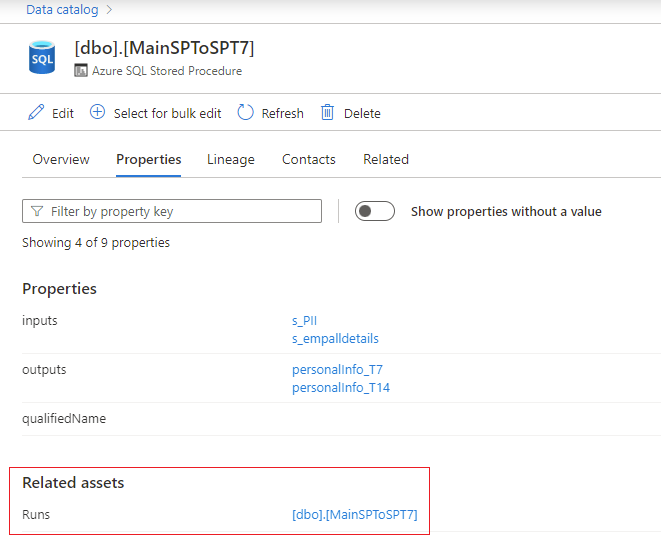 Data catalog >
[dbo].[MainSPToSPT7]
SQL
Azure SQL Stored Procedure
Edit Select for bulk edit Refresh Delete
Overview Properties Lineage Contacts Related
Filter by property key Show properties without a value
Showing 4 of 9 properties
Properties
inputs s_PII
s_empalldetails
outputs personalInfo_T7
personalInfo_T14
qualifiedName
Related assets
Runs [dbo].[MainSPToSPT7]